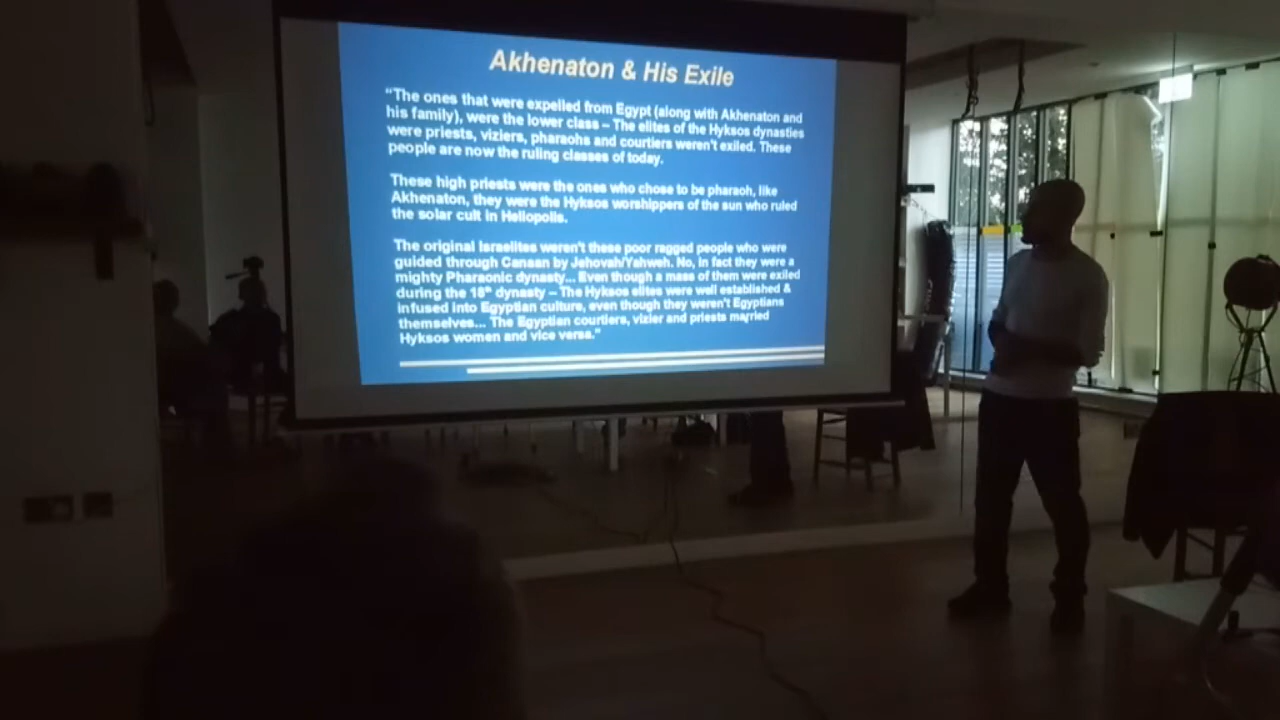 Akhenaton & His Exile
“The ones that were expelled from Egypt (along with Akhenaton and
his family), were the lower class – The elites of the Hyksos dynasties
were priests, viziers, pharaohs and courtiers weren't exiled. These
people are now the ruling classes of today.
These high priests were the ones who chose to be pharaoh, like
Akhenaton, they were the Hyksos worshippers of the sun who ruled
the solar cult in Heliopolis.
The original Israelites weren't these poor ragged people who were
guided through Canaan by Jehovah/Yahweh. No, in fact they were a
mighty Pharaonic dynasty... Even though a mass of them were exiled
during the 18th dynasty – The Hyksos elites were well established &
infused into Egyptian culture, even though they weren't Egyptians
themselves... The Egyptian courtiers, vizier and priests married
Hyksos women and vice versa.”